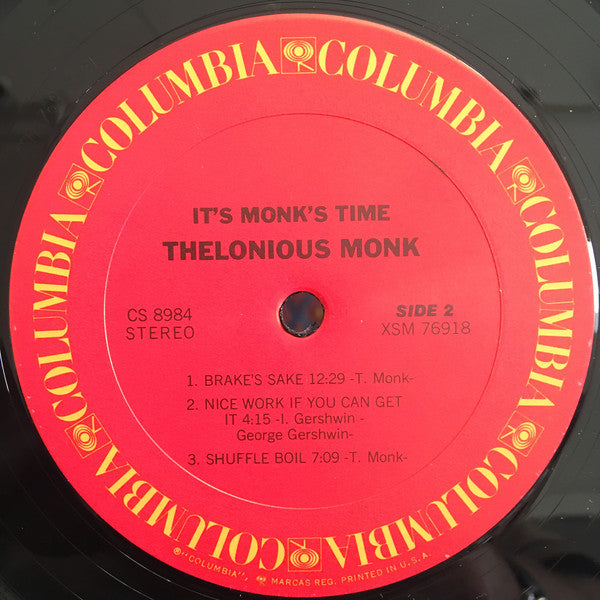 COLUMBIA COLUMBIA COLUMBIA COLUMBIA COLUMBIA COLUMBIA
IT'S MONK'S TIME
THELONIOUS MONK
CS 8984
STEREO
SIDE 2
XSM 76918
1. BRAKE'S SAKE 12:29 -T. Monk-
2. NICE WORK IF YOU CAN GET
IT 4:15 -I. Gershwin -
George Gershwin-
3. SHUFFLE BOIL 7:09 -T. Monk-
®"COLUMBIA", MARCAS REG. PRINTED IN U.S.A.